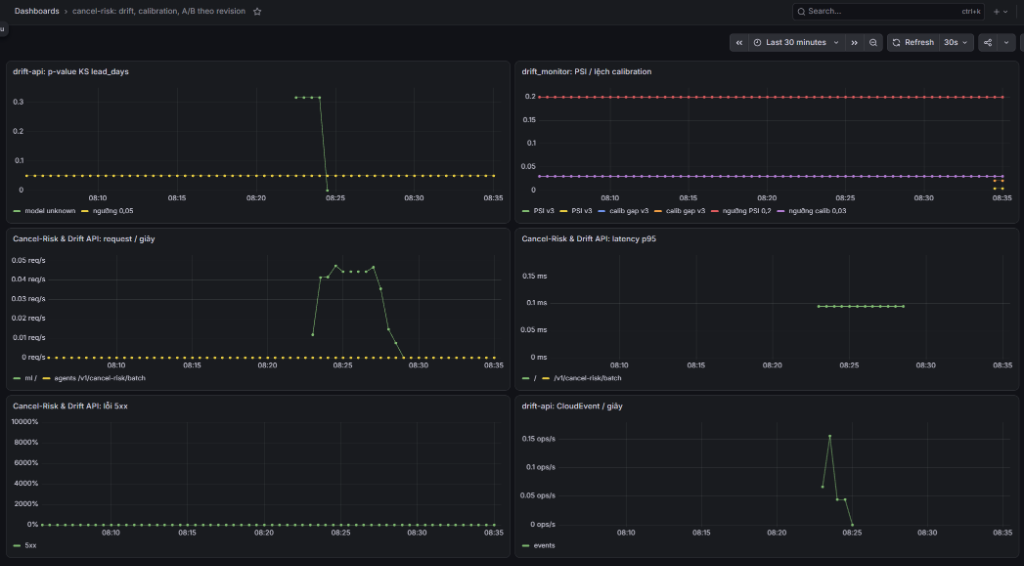 Dashboards › cancel-risk: drift, calibration, A/B theo revision
Search...
ctrl+k
Last 30 minutes
Refresh
30s
drift-api: p-value KS lead_days
0.3
0.2
0.1
0
08:10
08:15
08:20
08:25
08:30
08:35
model unknown
ngưỡng 0,05
drift_monitor: PSI / lệch calibration
0.2
0.15
0.1
0.05
0
08:10
08:15
08:20
08:25
08:30
08:35
PSI v3
PSI v3
calib gap v3
calib gap v3
ngưỡng PSI 0,2
ngưỡng calib 0,03
Cancel-Risk & Drift API: request / giây
0.05 req/s
0.04 req/s
0.03 req/s
0.02 req/s
0.01 req/s
0 req/s
08:10
08:15
08:20
08:25
08:30
08:35
ml /
agents /v1/cancel-risk/batch
Cancel-Risk & Drift API: latency p95
0.15 ms
0.1 ms
0.05 ms
0 ms
08:10
08:15
08:20
08:25
08:30
08:35
/
/v1/cancel-risk/batch
Cancel-Risk & Drift API: lỗi 5xx
10000%
8000%
6000%
4000%
2000%
0%
08:10
08:15
08:20
08:25
08:30
08:35
5xx
drift-api: CloudEvent / giây
0.15 ops/s
0.1 ops/s
0.05 ops/s
0 ops/s
08:10
08:15
08:20
08:25
08:30
08:35
events